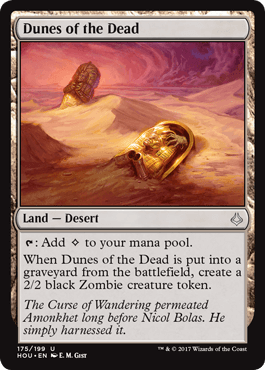 Dunes of the Dead
Land — Desert
: Add to your mana pool.
When Dunes of the Dead is put into
a graveyard from the battlefield, create a
2/2 black Zombie creature token.
The Curse of Wandering permeated
Amonkhet long before Nicol Bolas. He
simply harnessed it.
175/199 U
HOU • EN E. M. Gist
™ & © 2017 Wizards of the Coast